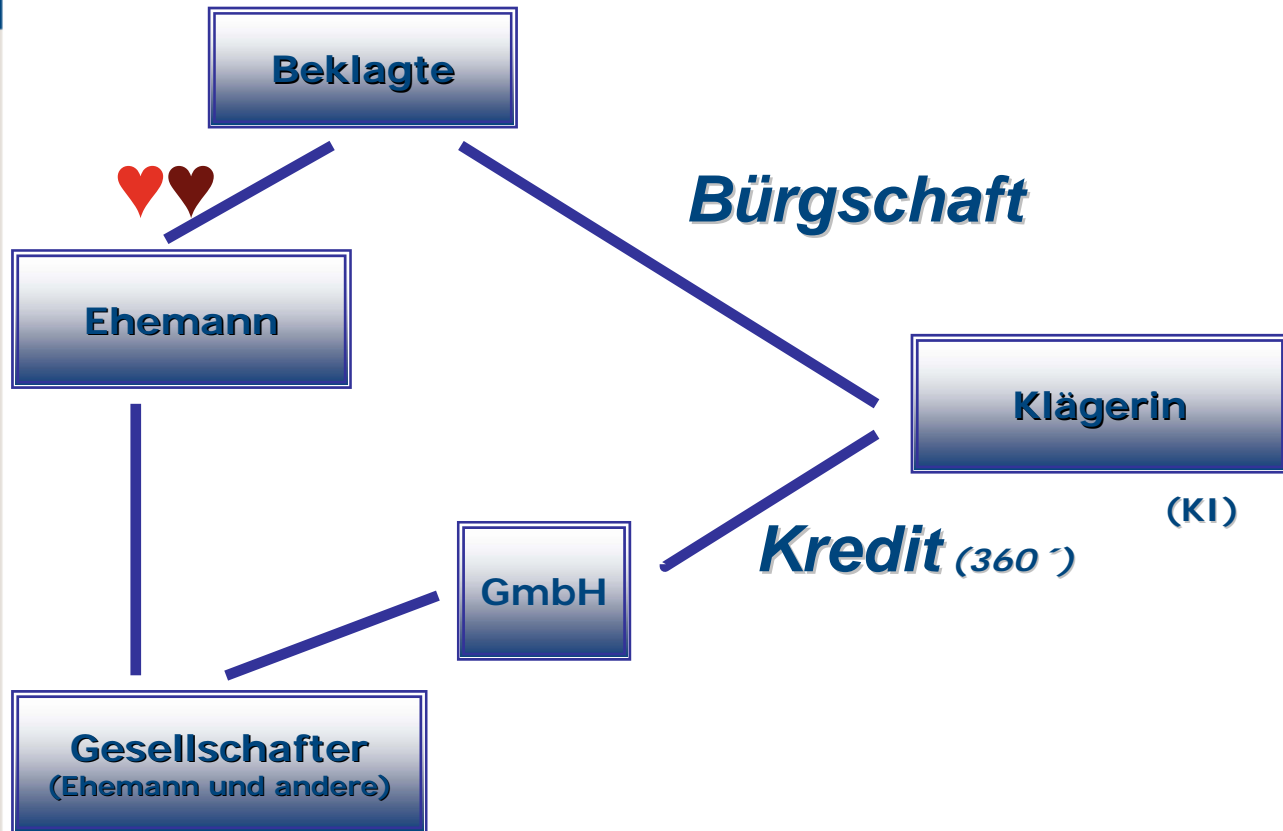 Beklagte
Bürgschaft
Ehemann
Klägerin
(KI)
Kredit (360 ´)
GmbH
Gesellschafter
(Ehemann und andere)